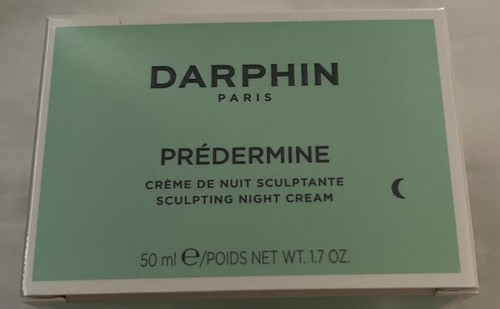 DARPHIN
PARIS
PRÉDERMINE
CRÈME DE NUIT SCULPTANTE
SCULPTING NIGHT CREAM
50 ml ℮/POIDS NET WT. 1.7 OZ.